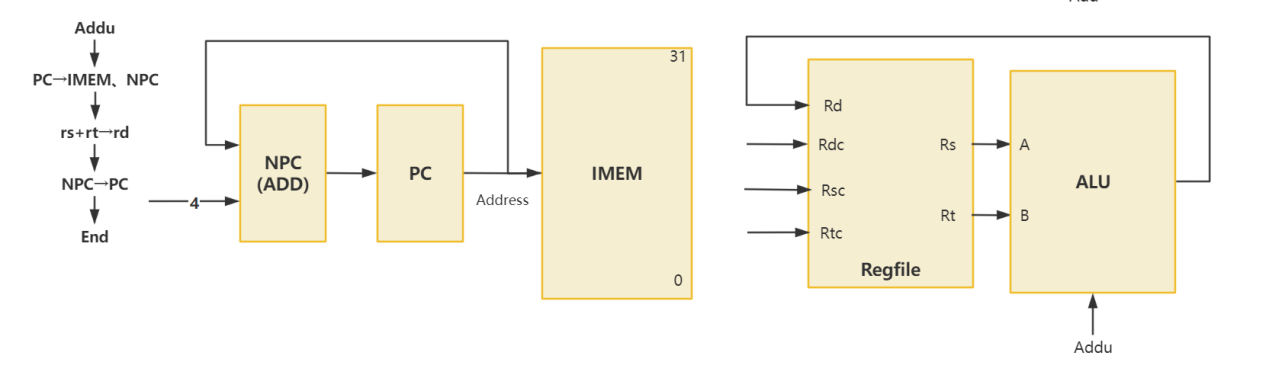 Addu
PC→IMEM、NPC
rs+rt→rd
NPC→PC
End
4
NPC
(ADD)
PC
Address
31
IMEM
0
Rd
Rdc
Rsc
Rtc
Rs
Rt
Regfile
A
B
ALU
Addu